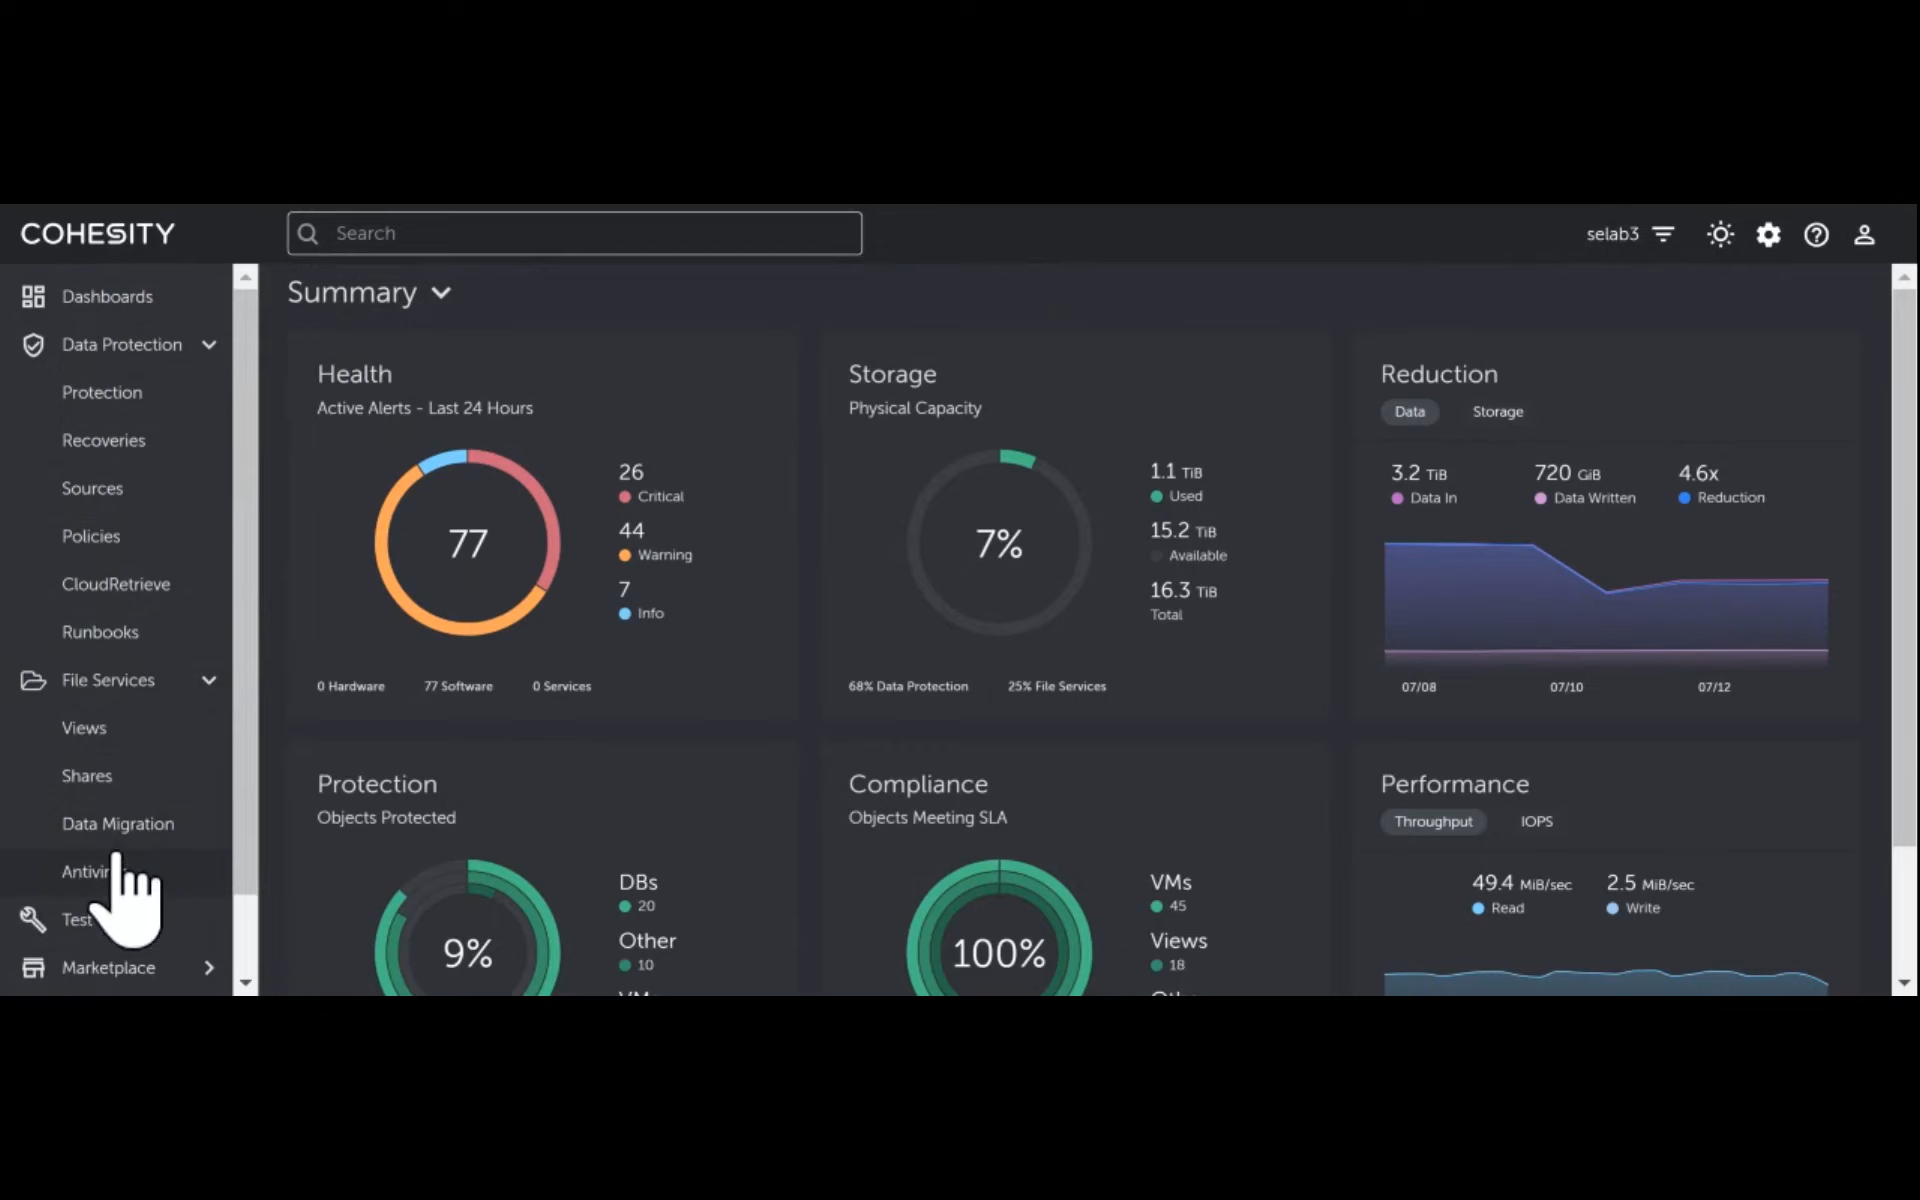 COHESITY
Search
selab3
Dashboards
Data Protection
Protection
Recoveries
Sources
Policies
CloudRetrieve
Runbooks
File Services
Views
Shares
Data Migration
Test
Marketplace
Summary
Health
Active Alerts - Last 24 Hours
77
26
Critical
44
Warning
7
Info
0 Hardware 77 Software 0 Services
Storage
Physical Capacity
7%
1.1 TiB
Used
15.2 TiB
Available
16.3 TiB
Total
68% Data Protection 25% File Services
Reduction
Data Storage
3.2 TiB 720 GiB 4.6x
Data In Data Written Reduction
07/08 07/10 07/12
Protection
Objects Protected
9%
DBs
20
Other
10
Compliance
Objects Meeting SLA
100%
VMs
45
Views
18
Performance
Throughput IOPS
49.4 MiB/sec 2.5 MiB/sec
Read Write